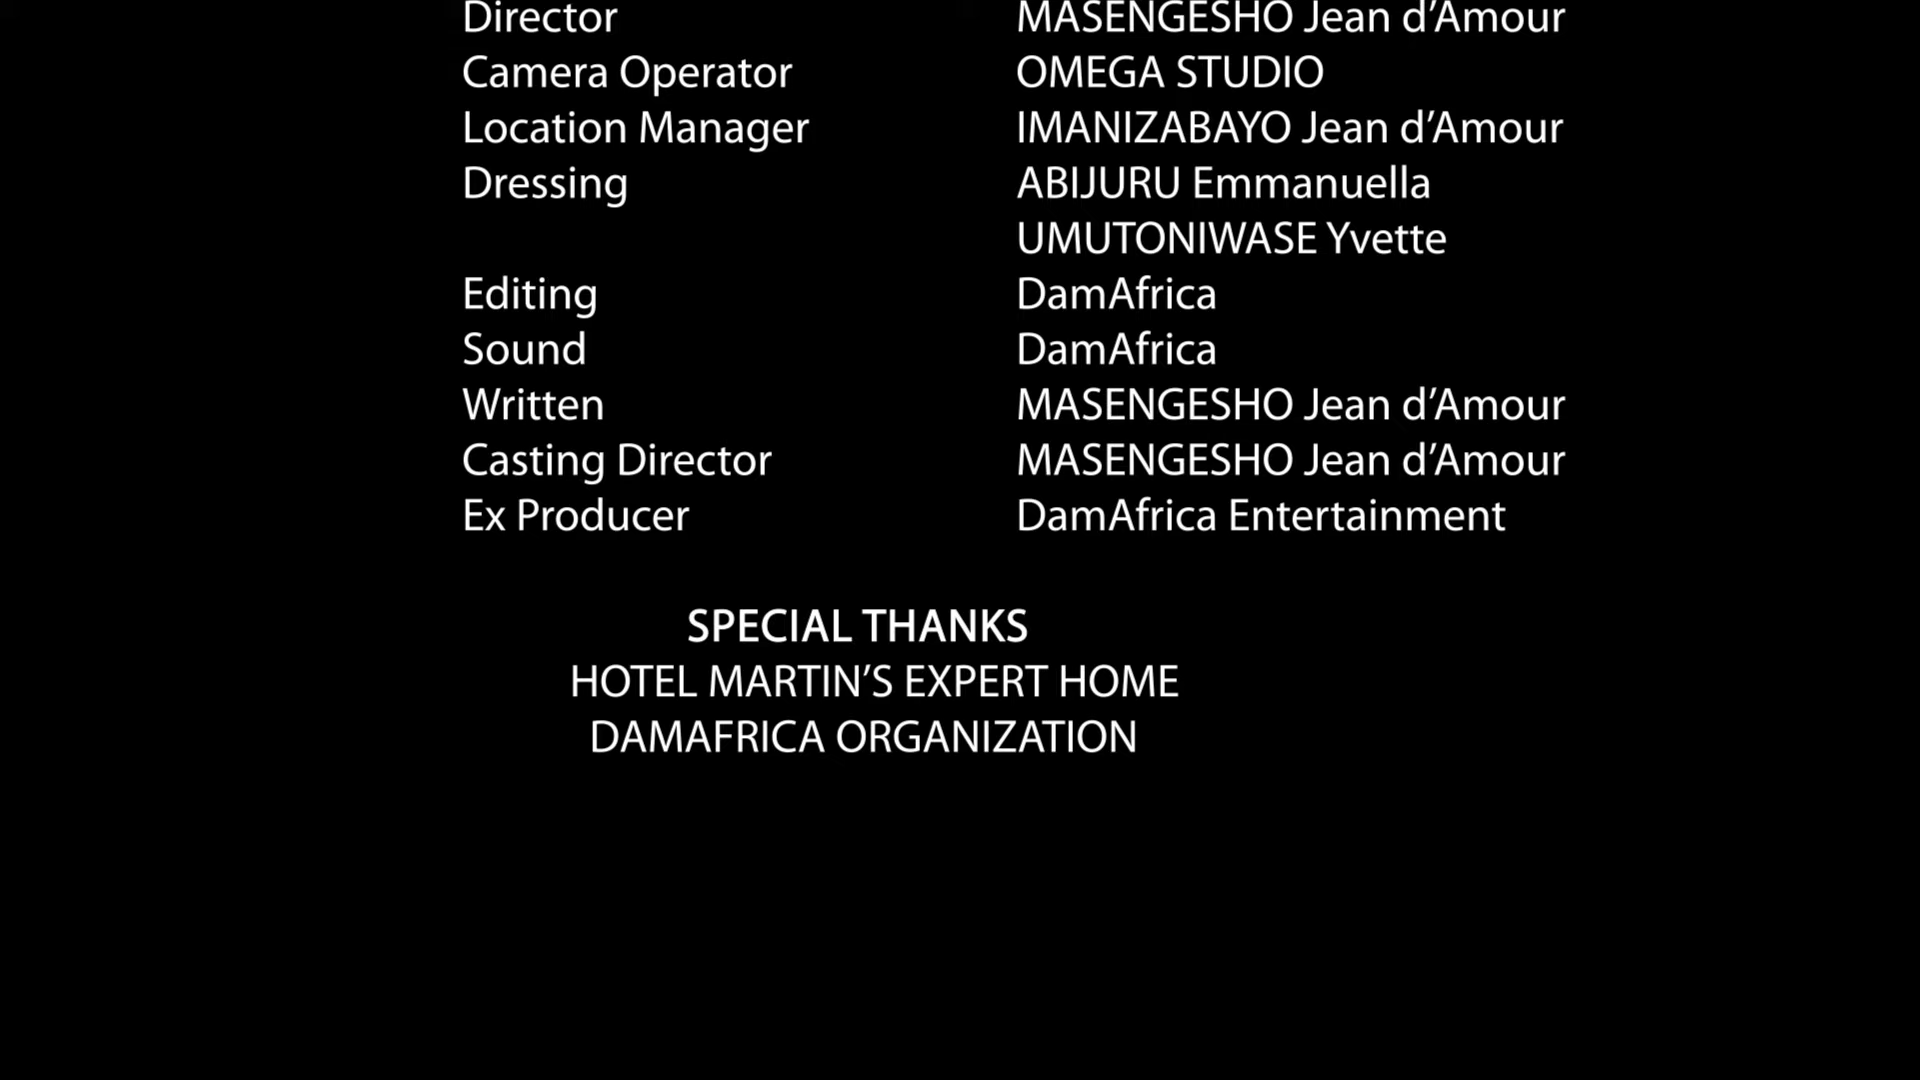 Director MASENGESHO Jean d’Amour
Camera Operator OMEGA STUDIO
Location Manager IMANIZABAYO Jean d’Amour
Dressing ABIJURU Emmanuella
UMUTONIWASE Yvette
Editing DamAfrica
Sound DamAfrica
Written MASENGESHO Jean d’Amour
Casting Director MASENGESHO Jean d’Amour
Ex Producer DamAfrica Entertainment
SPECIAL THANKS
HOTEL MARTIN’S EXPERT HOME
DAMAFRICA ORGANIZATION